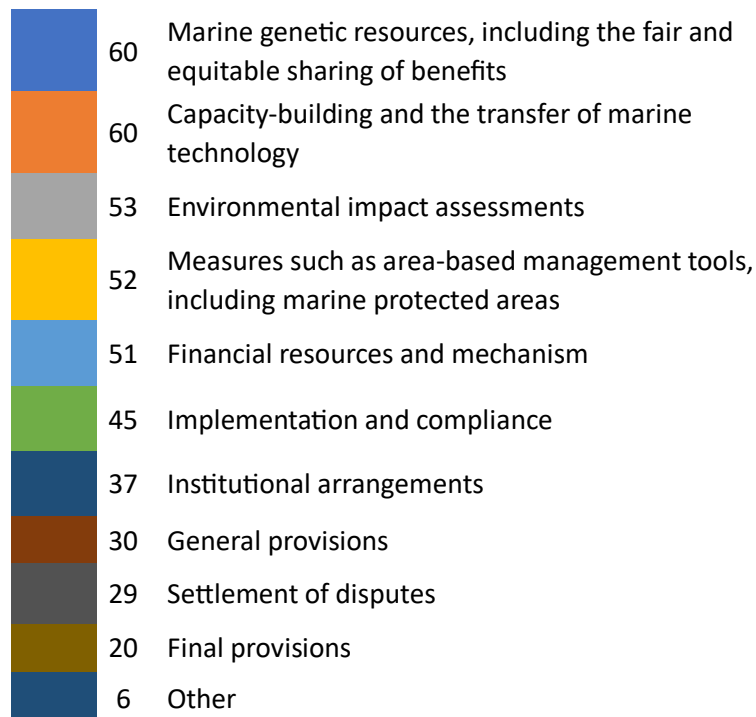 60 Marine genetic resources, including the fair and
equitable sharing of benefits
60 Capacity-building and the transfer of marine
technology
53 Environmental impact assessments
52 Measures such as area-based management tools,
including marine protected areas
51 Financial resources and mechanism
45 Implementation and compliance
37 Institutional arrangements
30 General provisions
29 Settlement of disputes
20 Final provisions
6 Other